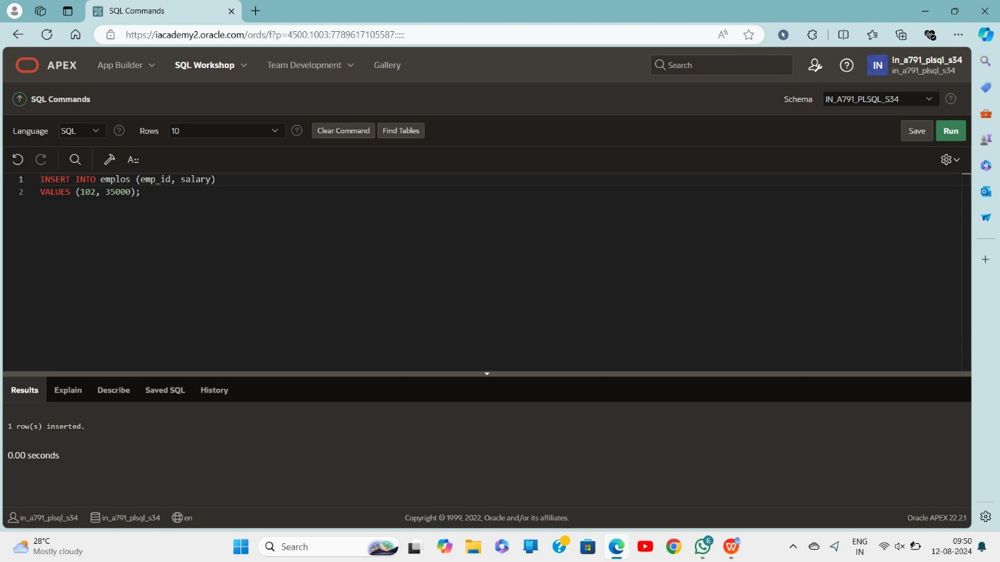 SQL Commands
https://iacademy2.oracle.com/ords/f?p=4500:1003:7789617105587:::::
APEX App Builder SQL Workshop Team Development Gallery Search IN in_a791_plsql_s34
in_a791_plsql_s34
SQL Commands Schema IN_A791_PLSQL_S34
Language SQL Rows 10 Clear Command Find Tables Save Run
A::
1 INSERT INTO emplos (emp_id, salary)
2 VALUES (102, 35000);
Results Explain Describe Saved SQL History
1 row(s) inserted.
0.00 seconds
in_a791_plsql_s34 in_a791_plsql_s34 en Copyright © 1999, 2022, Oracle and/or its affiliates. Oracle APEX 22.2.1
28°C
Mostly cloudy
Search
6
ENG
IN
09:50
12-08-2024